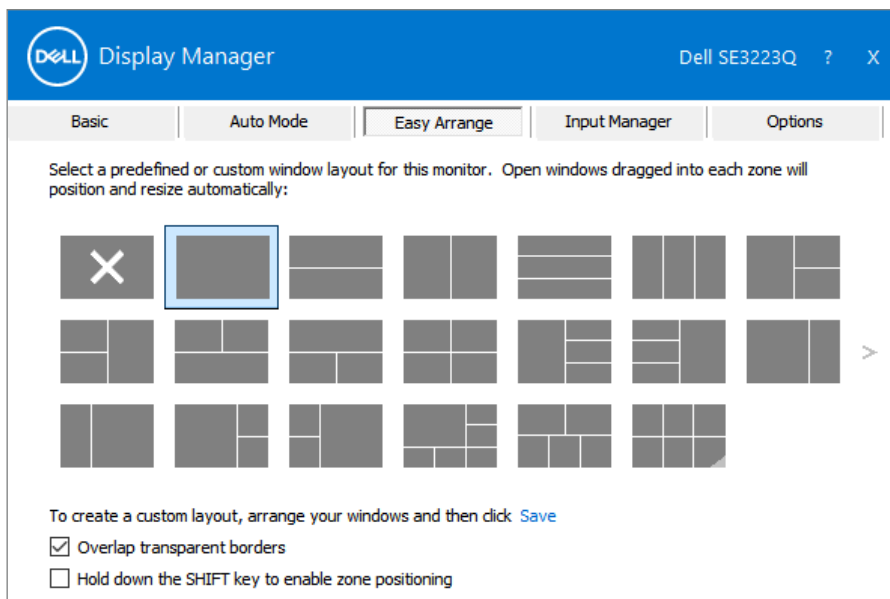 DELL Display Manager Dell SE3223Q ? X
Basic Auto Mode Easy Arrange Input Manager Options
Select a predefined or custom window layout for this monitor. Open windows dragged into each zone will
position and resize automatically:
>
To create a custom layout, arrange your windows and then click Save
Overlap transparent borders
Hold down the SHIFT key to enable zone positioning